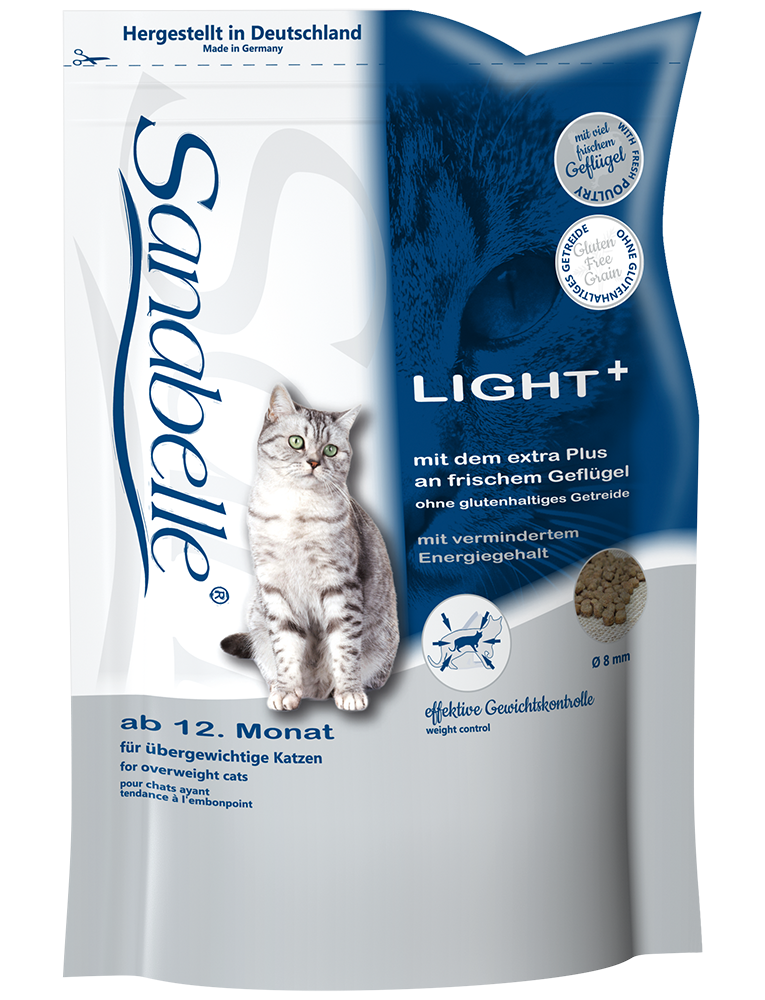 Hergestellt in Deutschland
Made in Germany
Sanabelle®
mit viel
frischem
Geflügel
WITH FRESH POULTRY
OHNE GLUTENHALTIGES GETREIDE
Gluten
Free
Grain
LIGHT+
mit dem extra Plus
an frischem Geflügel
ohne glutenhaltiges Getreide
mit vermindertem
Energiegehalt
Ø 8 mm
effektive Gewichtskontrolle
weight control
ab 12. Monat
für übergewichtige Katzen
for overweight cats
pour chats ayant
tendance à l'embonpoint